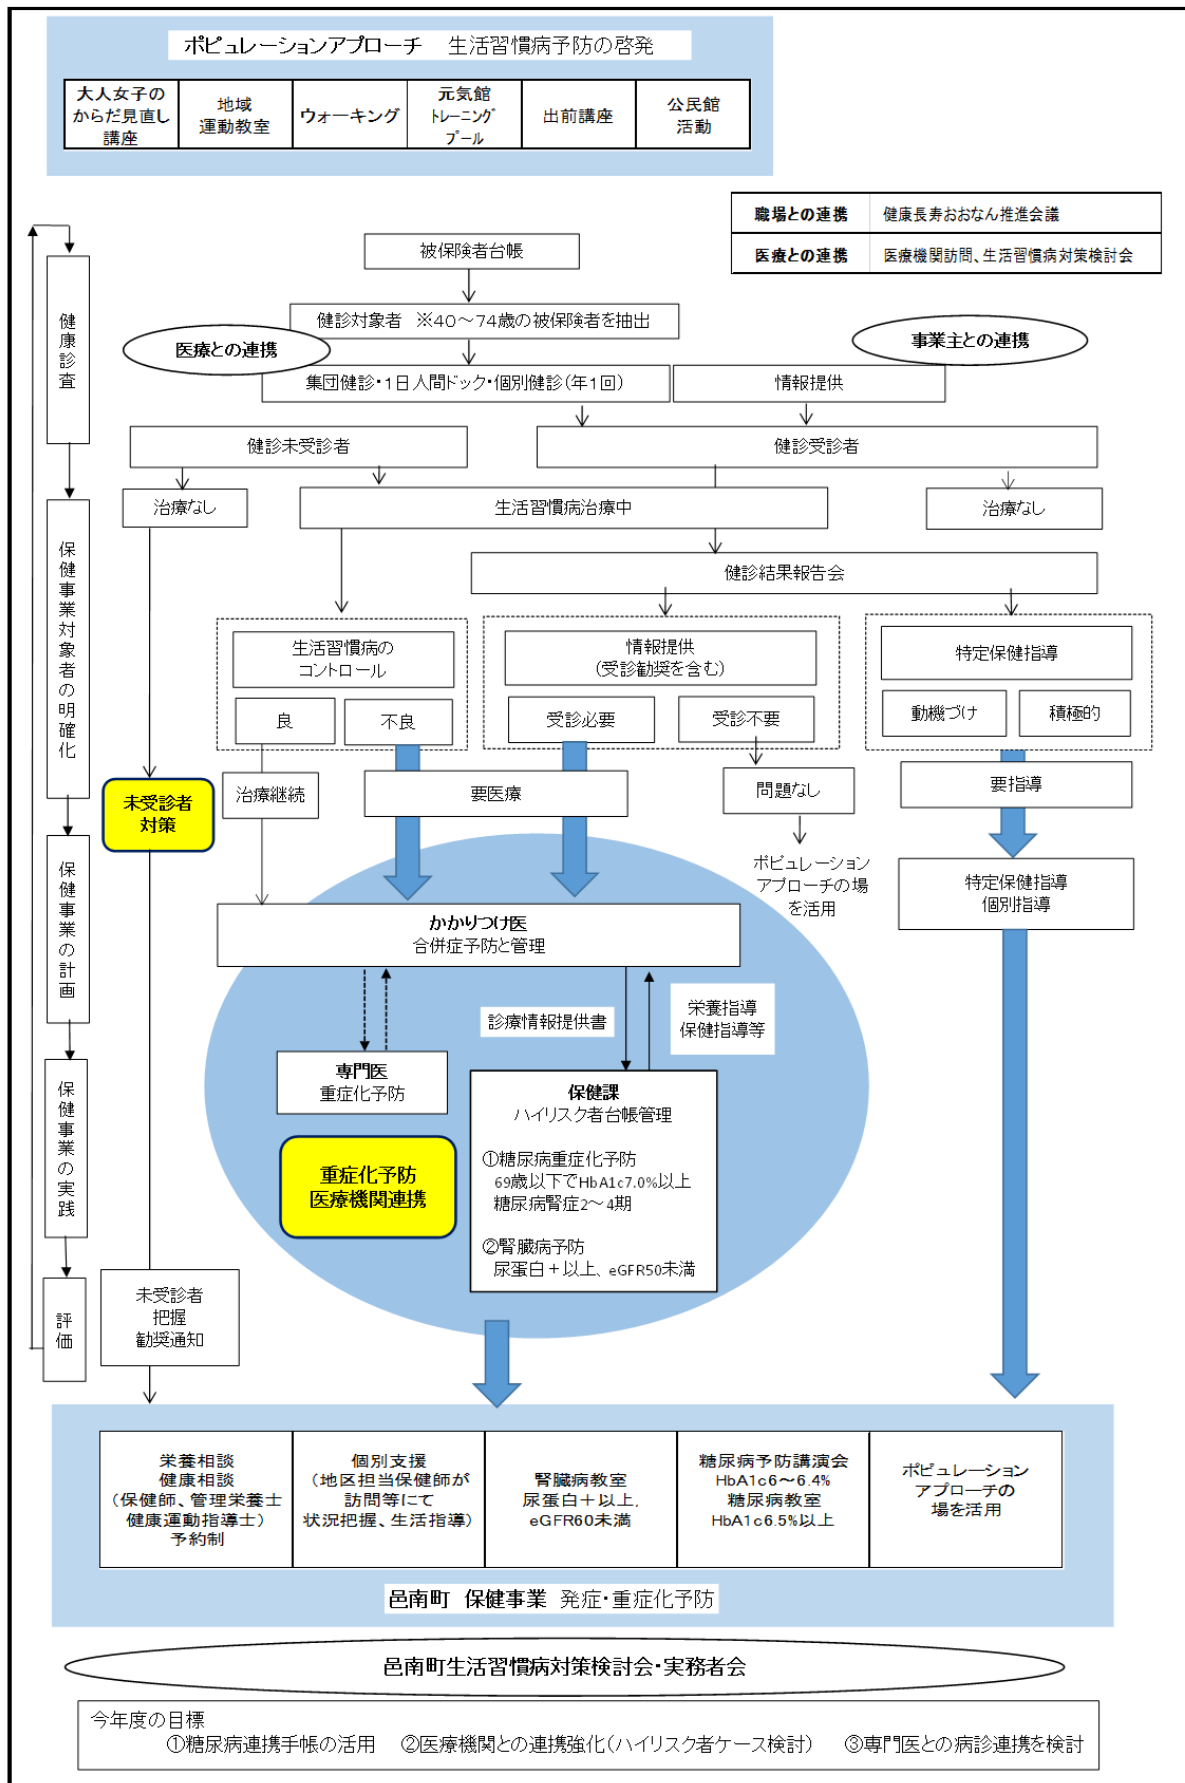 ポピュレーションアプローチ　生活習慣病予防の啓発
大人女子の
からだ見直し
講座
地域
運動教室
ウォーキング
元気館
トレーニング
プール
出前講座
公民館
活動
職場との連携　健康長寿おおなん推進会議
医療との連携　医療機関訪問、生活習慣病対策検討会
被保険者台帳
健診対象者　※40～74歳の被保険者を抽出
医療との連携
事業主との連携
集団健診・1日人間ドック・個別健診（年1回）
情報提供
健診未受診者
健診受診者
治療なし
生活習慣病治療中
治療なし
健診結果報告会
生活習慣病の
コントロール
良
不良
情報提供
（受診勧奨を含む）
受診必要
受診不要
特定保健指導
動機づけ
積極的
未受診者
対策
治療継続
要医療
問題なし
要指導
ポピュレーション
アプローチの場
を活用
特定保健指導
個別指導
かかりつけ医
合併症予防と管理
診療情報提供書
栄養指導
保健指導等
専門医
重症化予防
重症化予防
医療機関連携
保健課
ハイリスク者台帳管理
①糖尿病重症化予防
69歳以下でHbA1c7.0%以上
糖尿病腎症2～4期
②腎臓病予防
尿蛋白＋以上、eGFR50未満
未受診者
把握
勧奨通知
健康診査
保健事業対象者の明確化
保健事業の計画
保健事業の実践
評価
栄養相談
健康相談
（保健師、管理栄養士
健康運動指導士）
予約制
個別支援
（地区担当保健師が
訪問等にて
状況把握、生活指導）
腎臓病教室
尿蛋白＋以上,
eGFR60未満
糖尿病予防講演会
HbA1c6～6.4%
糖尿病教室
HbA1c6.5%以上
ポピュレーション
アプローチの
場を活用
邑南町　保健事業　発症・重症化予防
邑南町生活習慣病対策検討会・実務者会
今年度の目標
①糖尿病連携手帳の活用　②医療機関との連携強化（ハイリスク者ケース検討）　③専門医との病診連携を検討